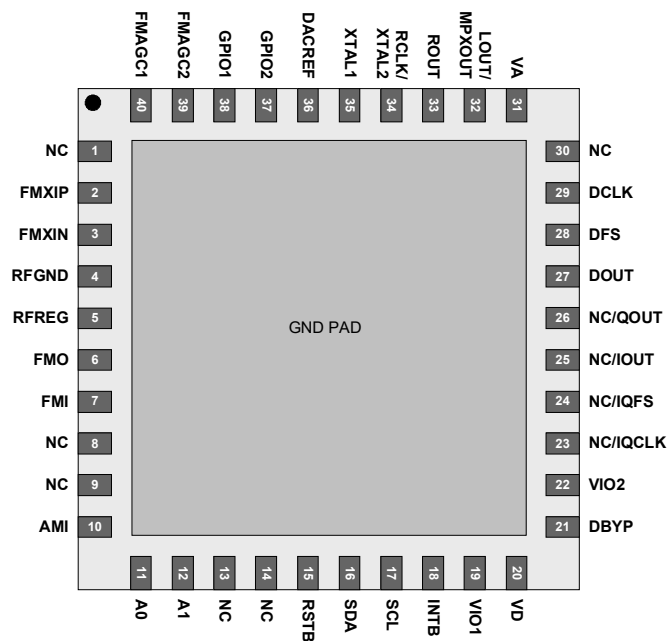 FMAGC1
FMAGC2
GPIO1
GPIO2
DACREF
XTAL1
RCLK/
XTAL2
ROUT
LOUT/
MPXOUT
VA
40
39
38
37
36
35
34
33
32
31
NC 1
30 NC
FMXIP 2
29 DCLK
FMXIN 3
28 DFS
RFGND 4
27 DOUT
RFREG 5
26 NC/QOUT
GND PAD
FMO 6
25 NC/IOUT
FMI 7
24 NC/IQFS
NC 8
23 NC/IQCLK
NC 9
22 VIO2
AMI 10
21 DBYP
11
12
13
14
15
16
17
18
19
20
A0
A1
NC
NC
RSTB
SDA
SCL
INTB
VIO1
VD